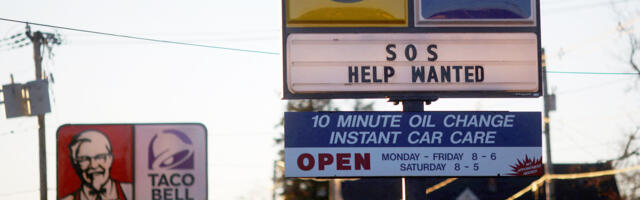 SOS
HELP WANTED
10 MINUTE OIL CHANGE
INSTANT CAR CARE
OPEN MONDAY - FRIDAY 8 - 6
SATURDAY 8 - 5
TACO
BELL